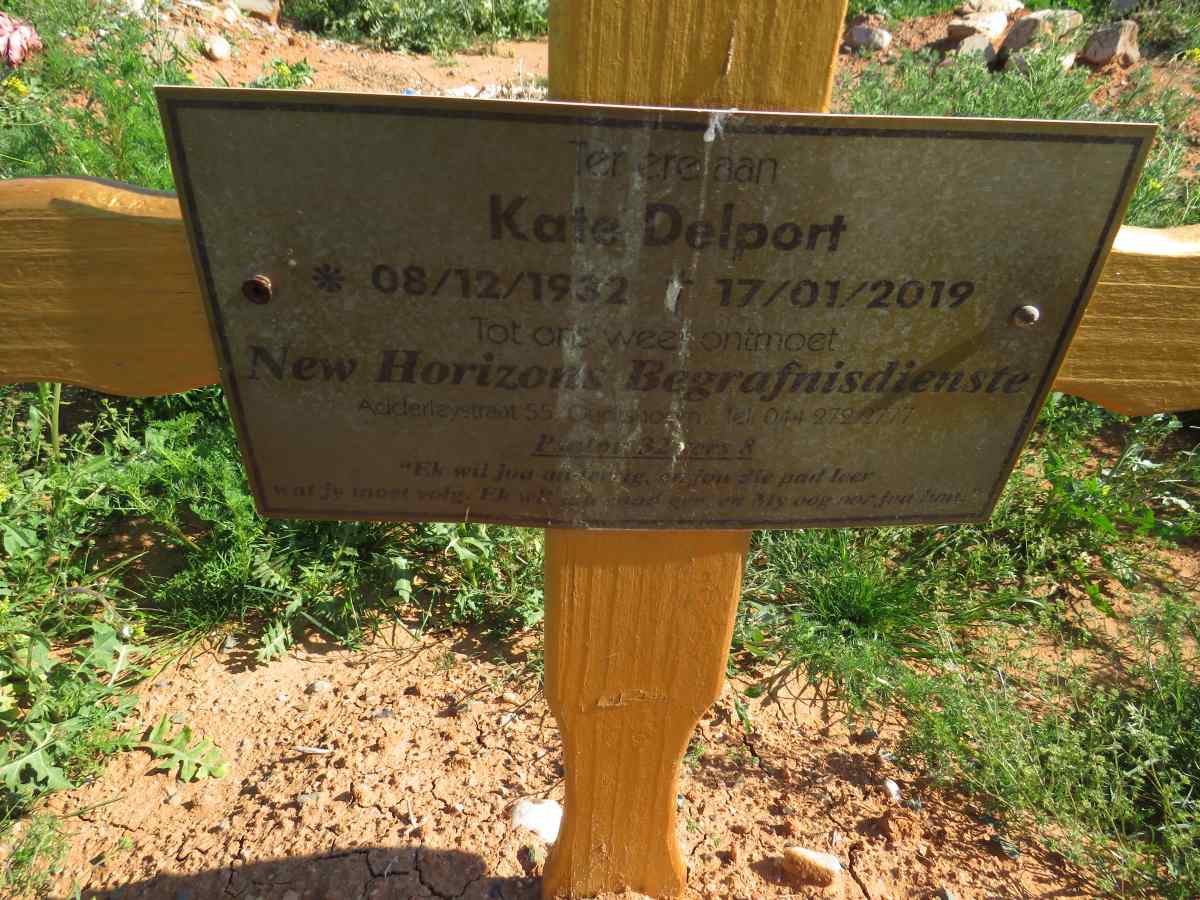 Ter ere aan
Kate Delport
* 08/12/1932 † 17/01/2019
Tot ons weer ontmoet
New Horizons Begrafnisdienste
Adderleystraat 55, Oudtshoorn, Tel. 044 272 2777
Psalm 32 vers 8
"Ek wil jou onderrig, en jou die pad leer
wat jy moet volg. Ek wil raad gee, en My oog oor jou hou."